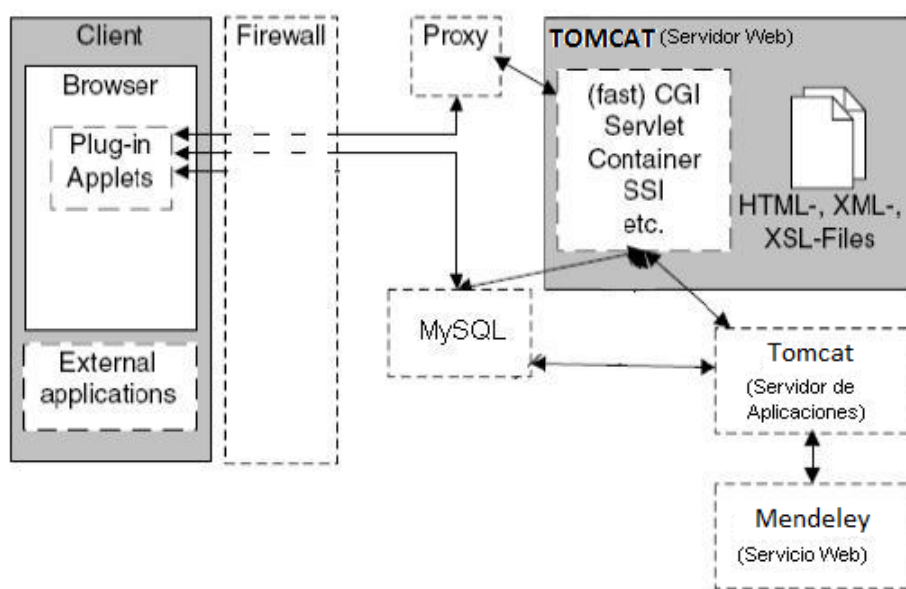 Client
Browser
Plug-in
Applets
External
applications
Firewall
Proxy
TOMCAT (Servidor Web)
(fast) CGI
Servlet
Container
SSI
etc.
HTML-, XML-,
XSL-Files
MySQL
Tomcat
(Servidor de
Aplicaciones)
Mendeley
(Servicio Web)